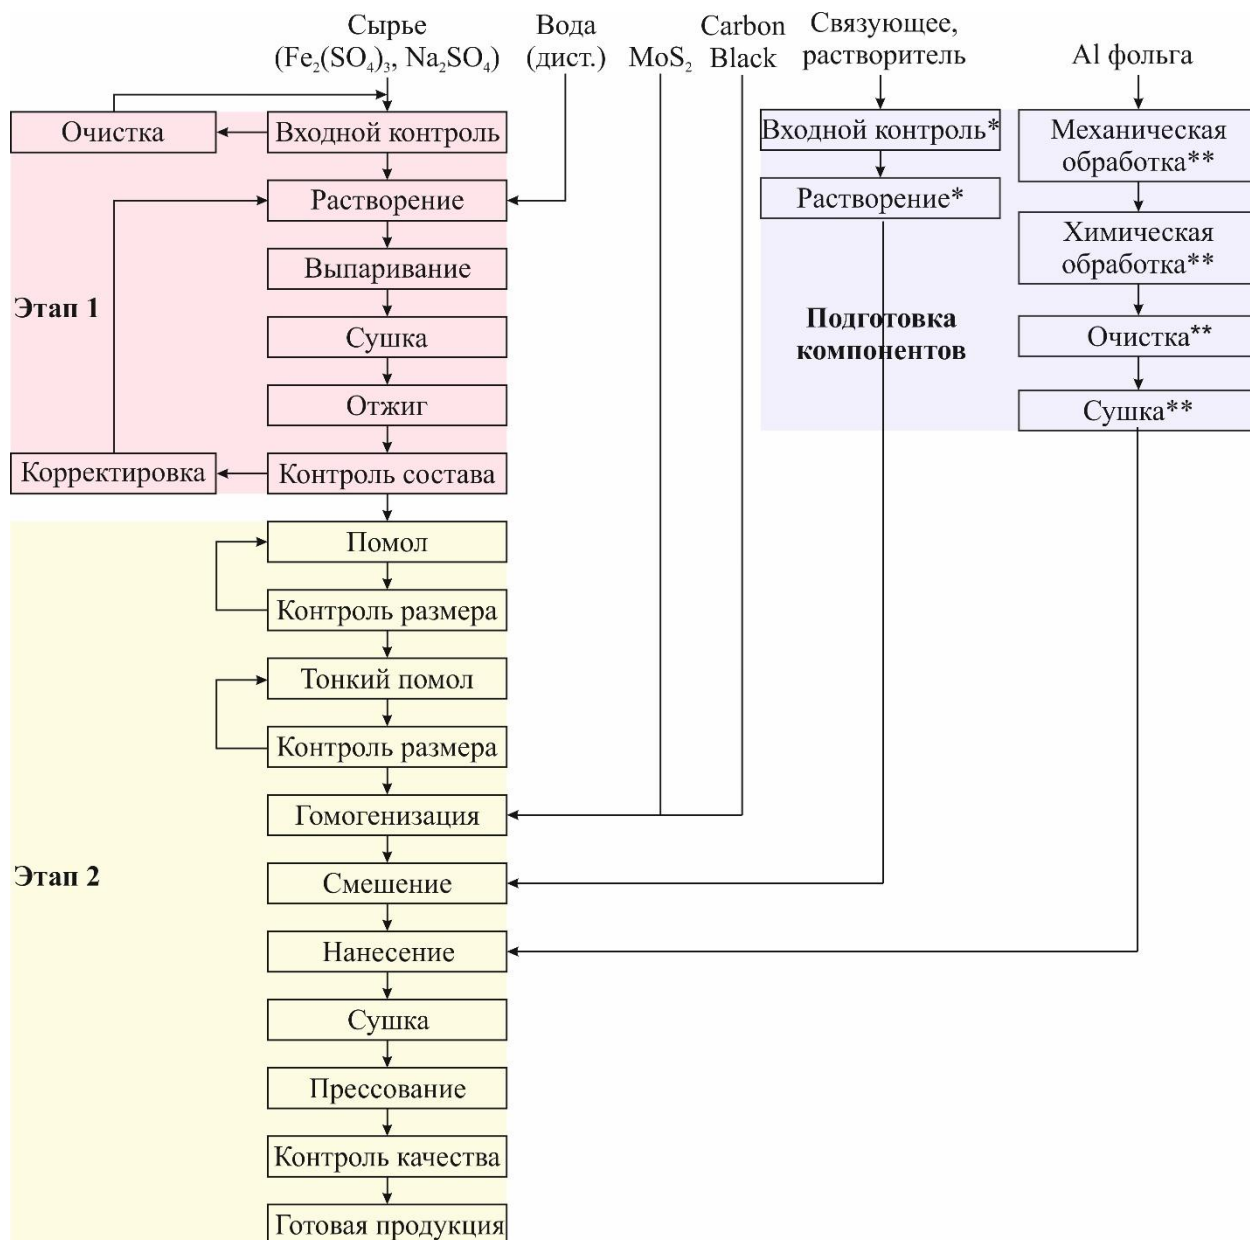 Сырье
(Fe₂(SO₄)₃, Na₂SO₄)
Вода
(дист.)
MoS₂
Carbon
Black
Связующее,
растворитель
Al фольга
Очистка
Входной контроль
Растворение
Выпаривание
Этап 1
Сушка
Отжиг
Корректировка
Контроль состава
Входной контроль*
Растворение*
Подготовка
компонентов
Механическая
обработка**
Химическая
обработка**
Очистка**
Сушка**
Помол
Контроль размера
Тонкий помол
Контроль размера
Гомогенизация
Этап 2
Смешение
Нанесение
Сушка
Прессование
Контроль качества
Готовая продукция